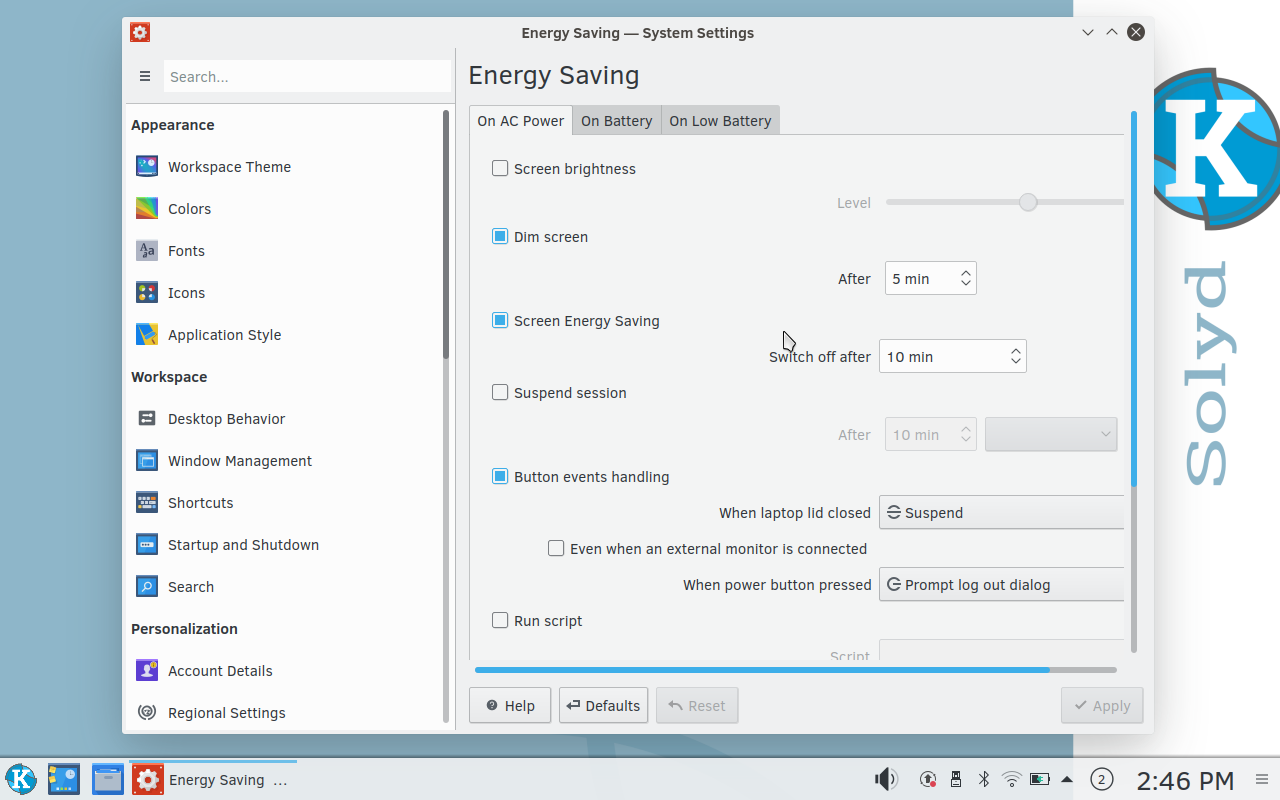 Energy Saving — System Settings
Search...
Appearance
Workspace Theme
Colors
Fonts
Icons
Application Style
Workspace
Desktop Behavior
Window Management
Shortcuts
Startup and Shutdown
Search
Personalization
Account Details
Regional Settings
Energy Saving
On AC Power
On Battery
On Low Battery
Screen brightness
Level
Dim screen
After
5 min
Screen Energy Saving
Switch off after
10 min
Suspend session
After
10 min
Button events handling
When laptop lid closed
Suspend
Even when an external monitor is connected
When power button pressed
Prompt log out dialog
Run script
Script
Help
Defaults
Reset
Apply
K
Solyd
K
Energy Saving ...
2
2:46 PM